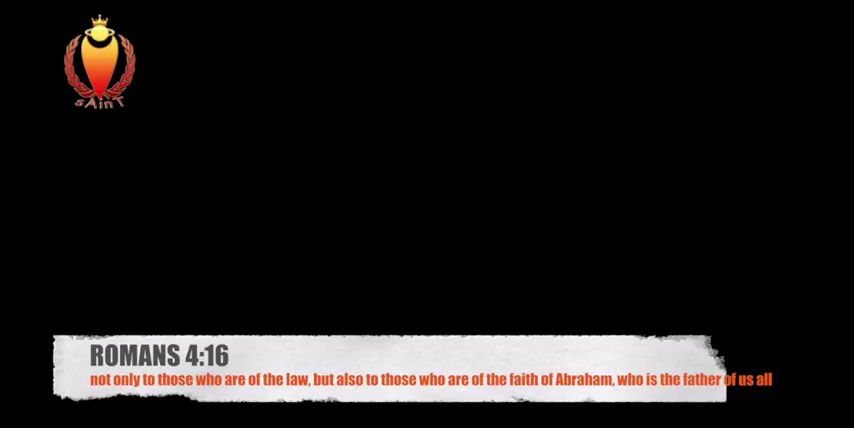 sAinT
ROMANS 4:16
not only to those who are of the law, but also to those who are of the faith of Abraham, who is the father of us all